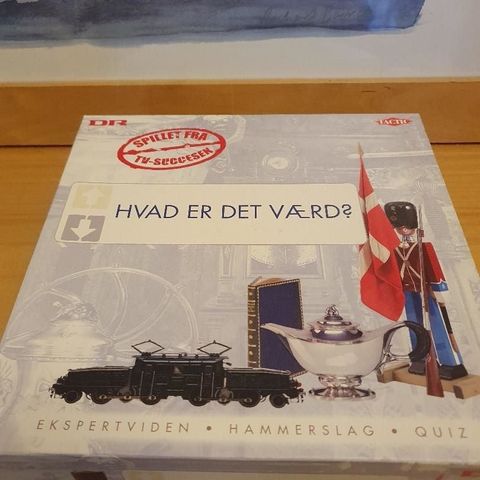 DR
SPILLET FRA
TV-SUCCESEN
TACTIC
HVAD ER DET VÆRD?
EKSPERTVIDEN • HAMMERSLAG • QUIZ